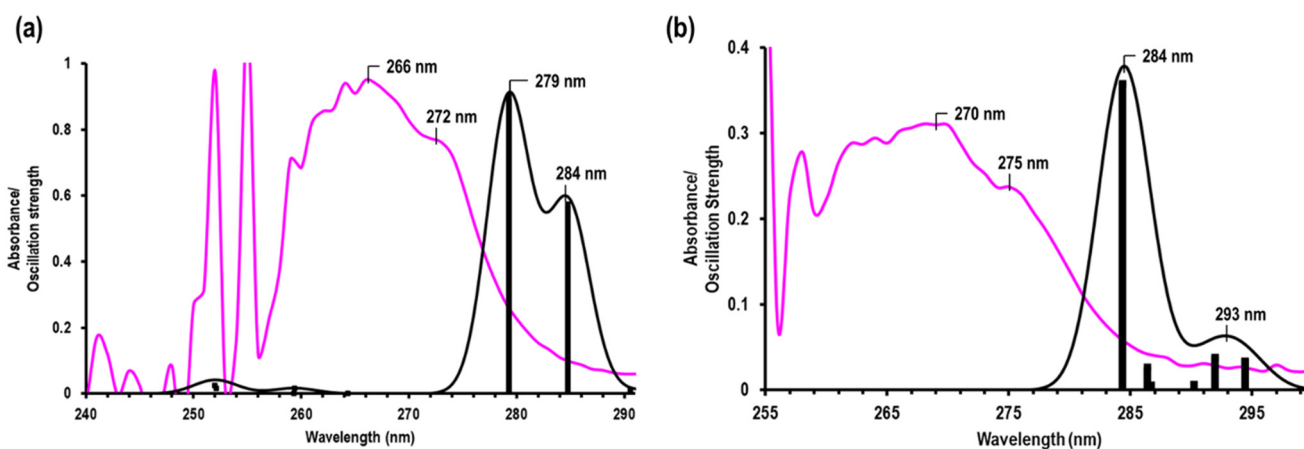 (a)
1
0.8
0.6
0.4
0.2
0
Absorbance/
Oscillation strength
266 nm
272 nm
279 nm
284 nm
240
250
260
270
280
290
Wavelength (nm)
(b)
0.4
0.3
0.2
0.1
0
Absorbance/
Oscillation Strength
270 nm
275 nm
284 nm
293 nm
255
265
275
285
295
Wavelength (nm)